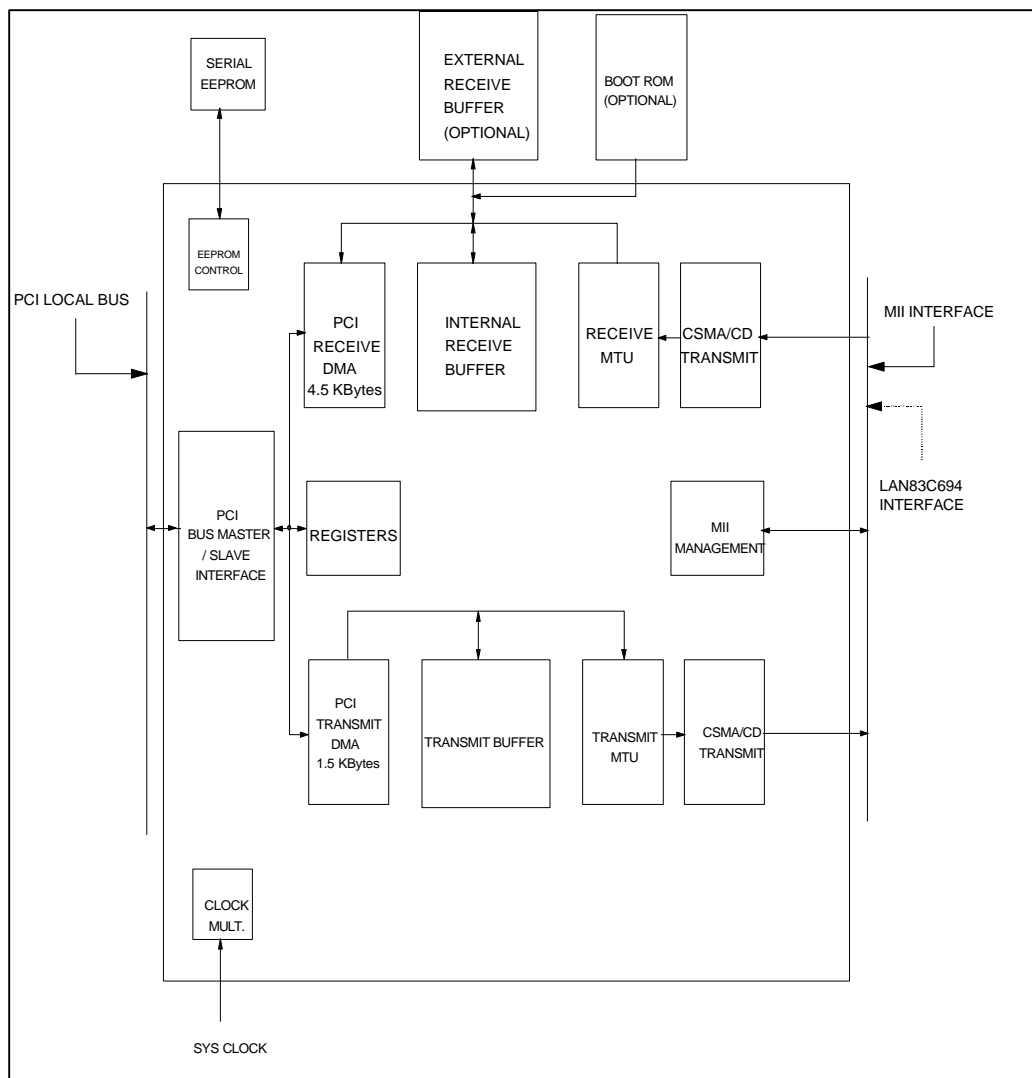 SERIAL
EEPROM
EXTERNAL
RECEIVE
BUFFER
(OPTIONAL)
BOOT ROM
(OPTIONAL)
EEPROM
CONTROL
PCI LOCAL BUS
PCI
RECEIVE
DMA
4.5 KBytes
INTERNAL
RECEIVE
BUFFER
RECEIVE
MTU
CSMA/CD
TRANSMIT
MII INTERFACE
LAN83C694
INTERFACE
PCI
BUS MASTER
/ SLAVE
INTERFACE
REGISTERS
MII
MANAGEMENT
PCI
TRANSMIT
DMA
1.5 KBytes
TRANSMIT BUFFER
TRANSMIT
MTU
CSMA/CD
TRANSMIT
CLOCK
MULT.
SYS CLOCK